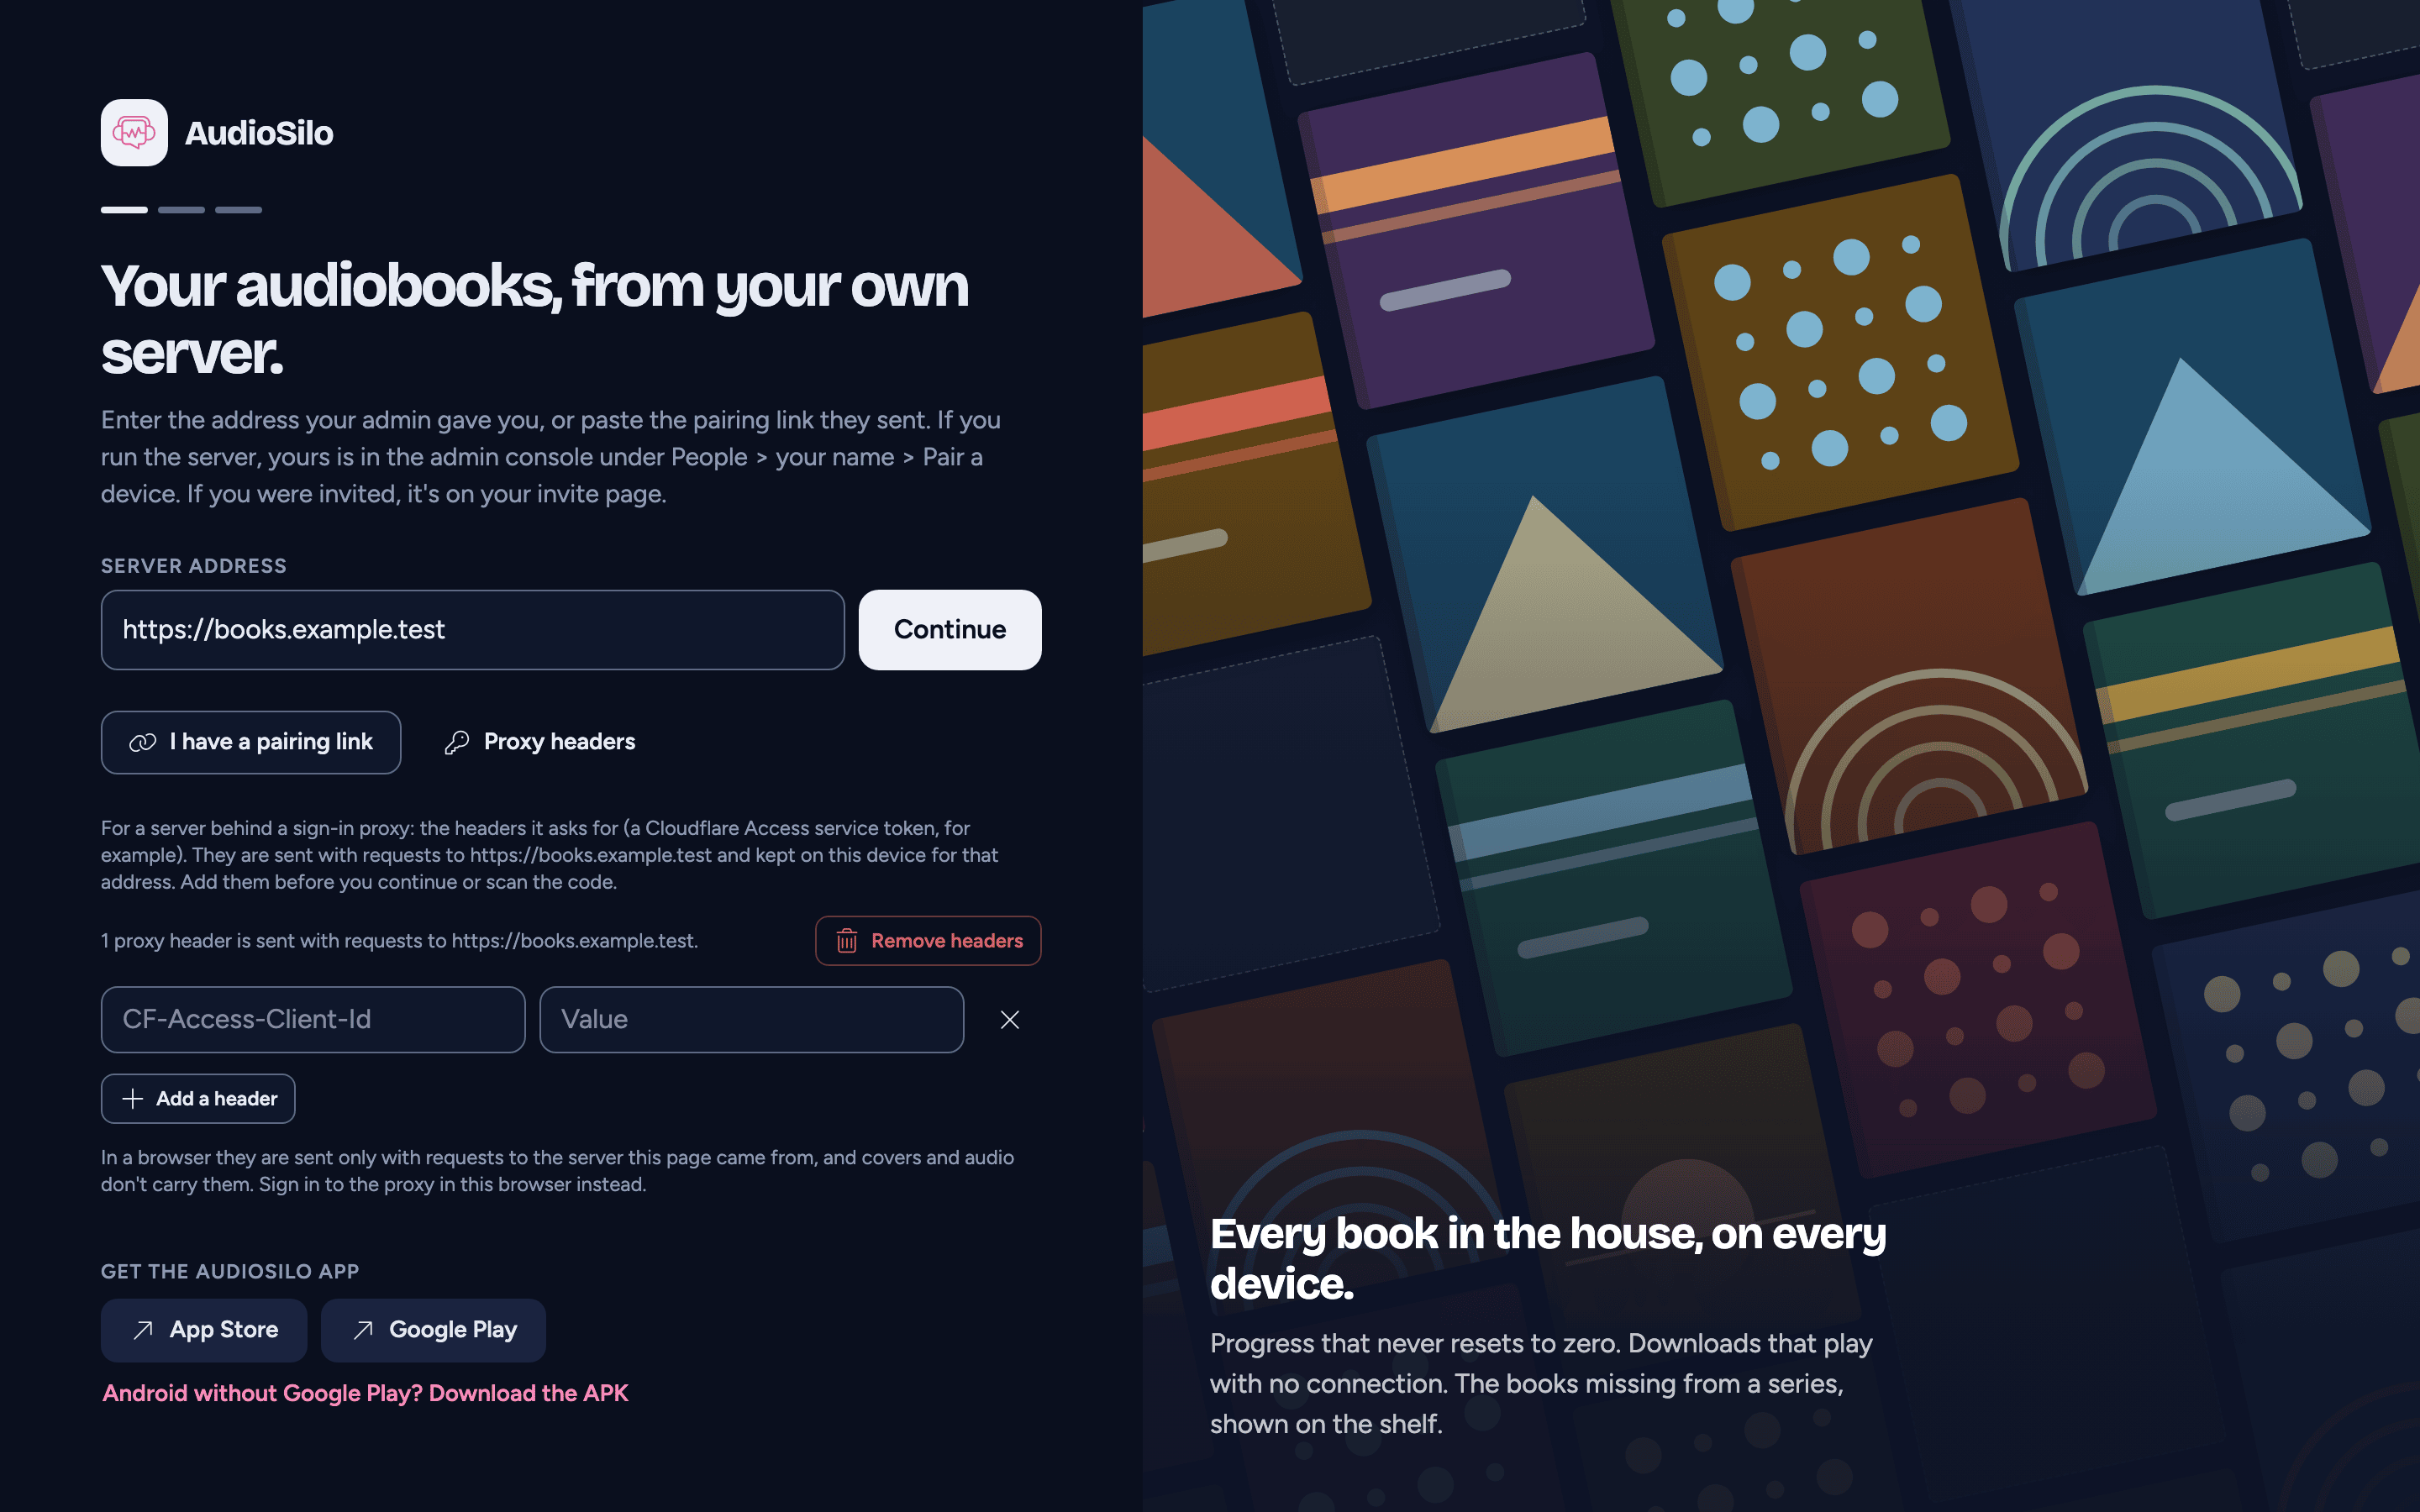 AudioSilo
Your audiobooks, from your own
server.
Enter the address your admin gave you, or paste the pairing link they sent. If you
run the server, yours is in the admin console under People > your name > Pair a
device. If you were invited, it's on your invite page.
SERVER ADDRESS
https://books.example.test
Continue
I have a pairing link
Proxy headers
For a server behind a sign-in proxy: the headers it asks for (a Cloudflare Access service token, for
example). They are sent with requests to https://books.example.test and kept on this device for that
address. Add them before you continue or scan the code.
1 proxy header is sent with requests to https://books.example.test.
Remove headers
CF-Access-Client-Id
Value
Add a header
In a browser they are sent only with requests to the server this page came from, and covers and audio
don't carry them. Sign in to the proxy in this browser instead.
GET THE AUDIOSILO APP
App Store
Google Play
Android without Google Play? Download the APK
Every book in the house, on every
device.
Progress that never resets to zero. Downloads that play
with no connection. The books missing from a series,
shown on the shelf.